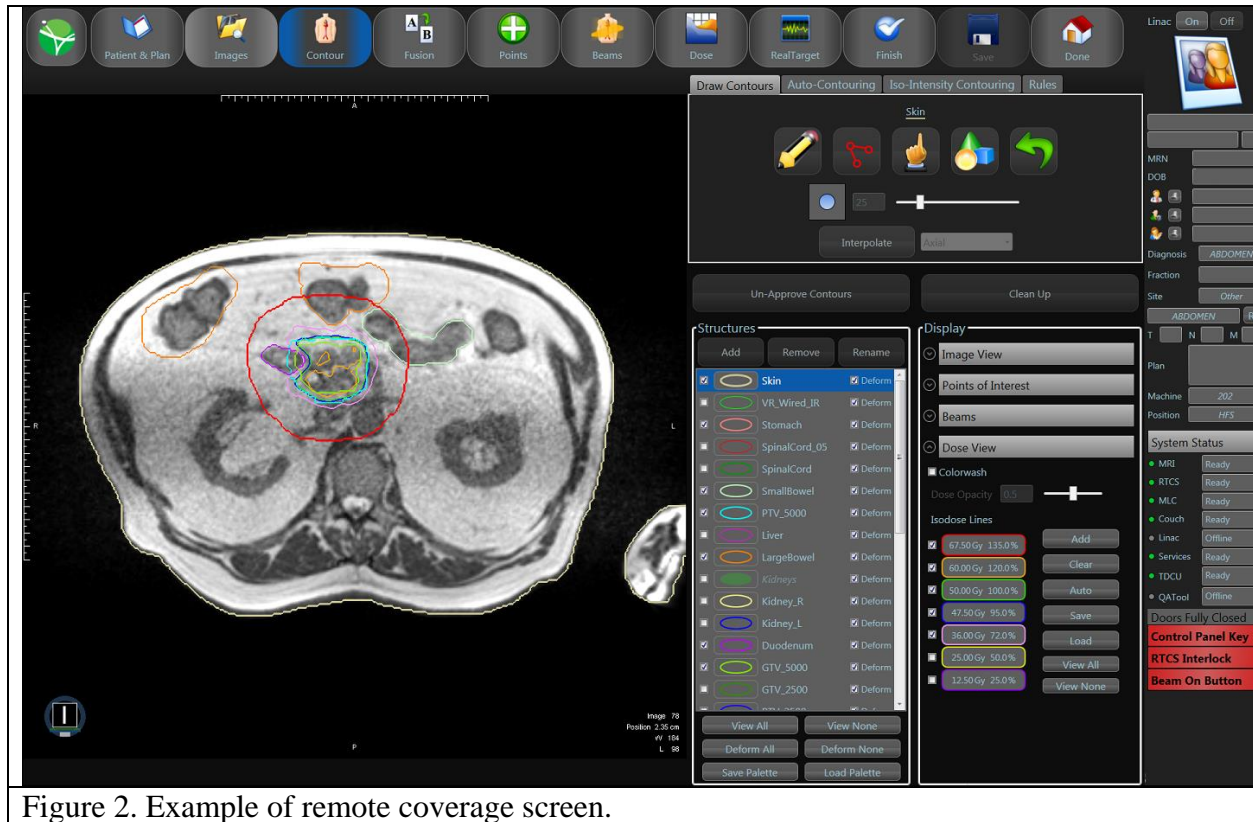 Patient & Plan Images Contour Fusion Points Beams Dose RealTarget Finish Save Done
A B
Linac On Off
Draw Contours Auto-Contouring Iso-Intensity Contouring Rules
Skin
25
Interpolate Axial
Un-Approve Contours Clean Up
Structures
Add Remove Rename
Skin Deform
VR_Wired_IR Deform
Stomach Deform
SpinalCord_05 Deform
SpinalCord Deform
SmallBowel Deform
PTV_5000 Deform
Liver Deform
LargeBowel Deform
Kidneys Deform
Kidney_R Deform
Kidney_L Deform
Duodenum Deform
GTV_5000 Deform
GTV_2500 Deform
View All View None
Deform All Deform None
Save Palette Load Palette
Display
Image View
Points of Interest
Beams
Dose View
Colorwash
Dose Opacity 0.5
Isodose Lines
67.50 Gy 135.0 %
60.00 Gy 120.0 %
50.00 Gy 100.0 %
47.50 Gy 95.0 %
36.00 Gy 72.0 %
25.00 Gy 50.0 %
12.50 Gy 25.0 %
Add
Clear
Auto
Save
Load
View All
View None
MRN
DOB
Diagnosis ABDOMEN
Fraction
Site Other
ABDOMEN R
T N M
Plan
Machine 202
Position HFS
System Status
MRI Ready
RTCS Ready
MLC Ready
Couch Ready
Linac Offline
Services Ready
TDCU Ready
QATool Offline
Doors Fully Closed
Control Panel Key
RTCS Interlock
Beam On Button
A
R
L
P
I
Image 78
Position 2.35 cm
W 184
L 98
Figure 2. Example of remote coverage screen.